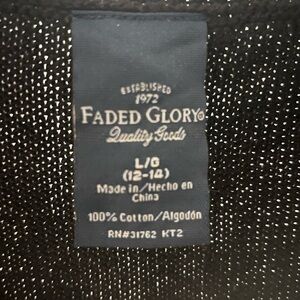 ESTABLISHED
1972
FADED GLORY®
Quality Goods
L/G
(12-14)
Made in/Hecho en
China
100% Cotton/Algodón
RN#31762 KT2